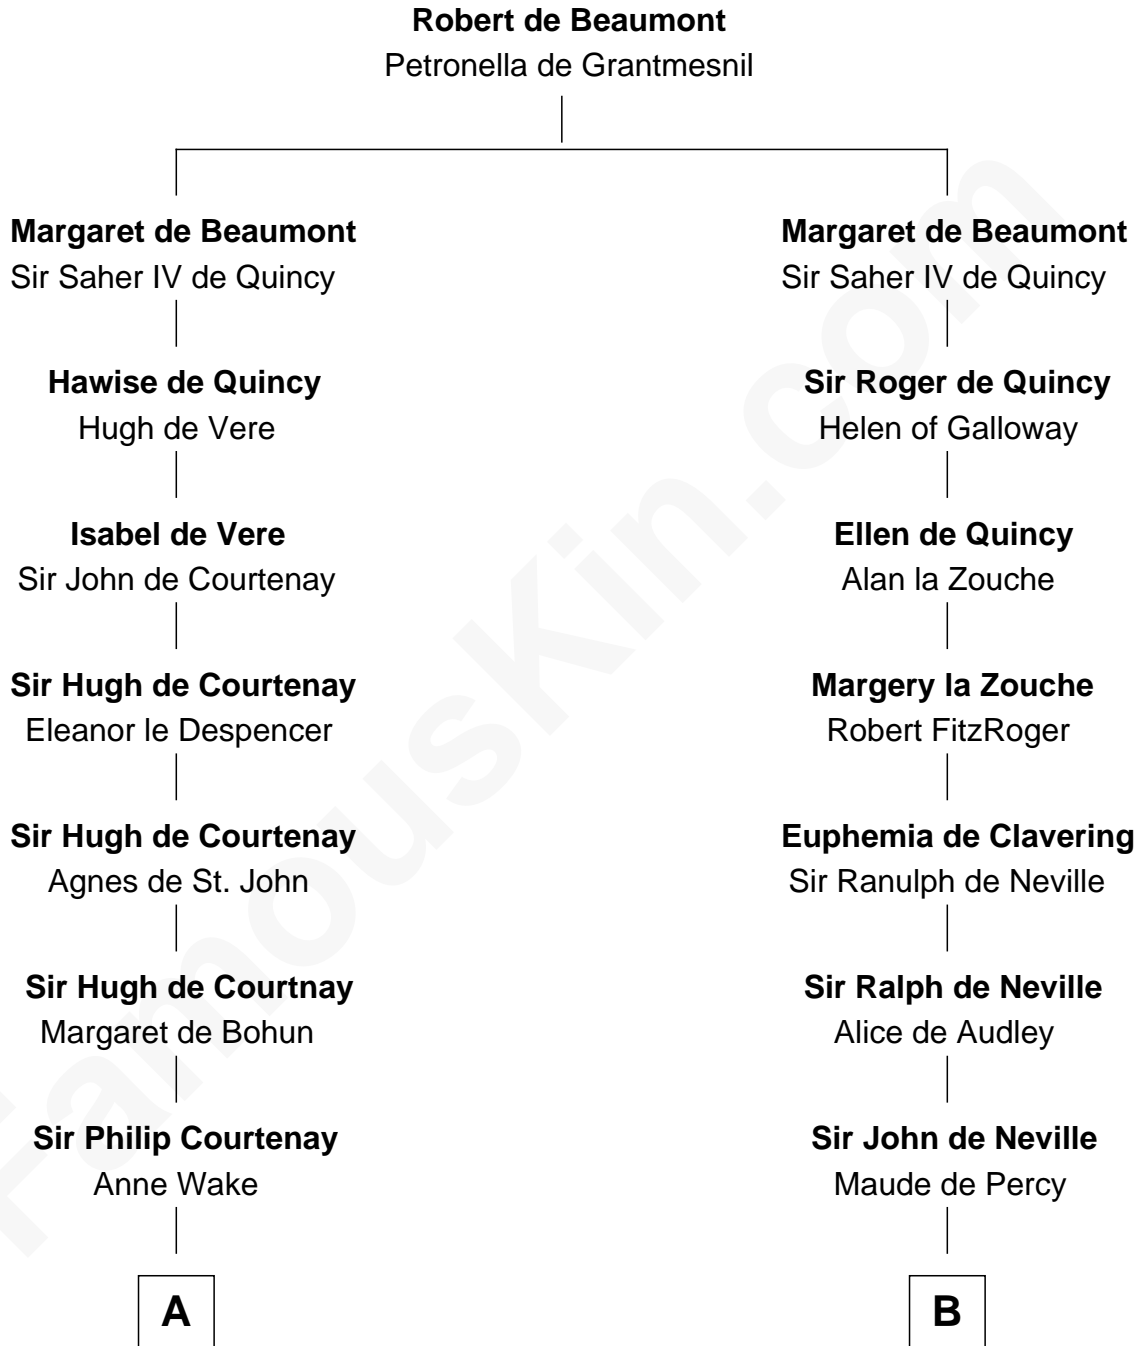 Robert de Beaumont
Petronella de Grantmesnil
Margaret de Beaumont
Sir Saher IV de Quincy
Hawise de Quincy
Hugh de Vere
Isabel de Vere
Sir John de Courtenay
Sir Hugh de Courtenay
Eleanor le Despencer
Sir Hugh de Courtenay
Agnes de St. John
Sir Hugh de Courtnay
Margaret de Bohun
Sir Philip Courtenay
Anne Wake
A
Margaret de Beaumont
Sir Saher IV de Quincy
Sir Roger de Quincy
Helen of Galloway
Ellen de Quincy
Alan la Zouche
Margery la Zouche
Robert FitzRoger
Euphemia de Clavering
Sir Ranulph de Neville
Sir Ralph de Neville
Alice de Audley
Sir John de Neville
Maude de Percy
B
FamousKin.com